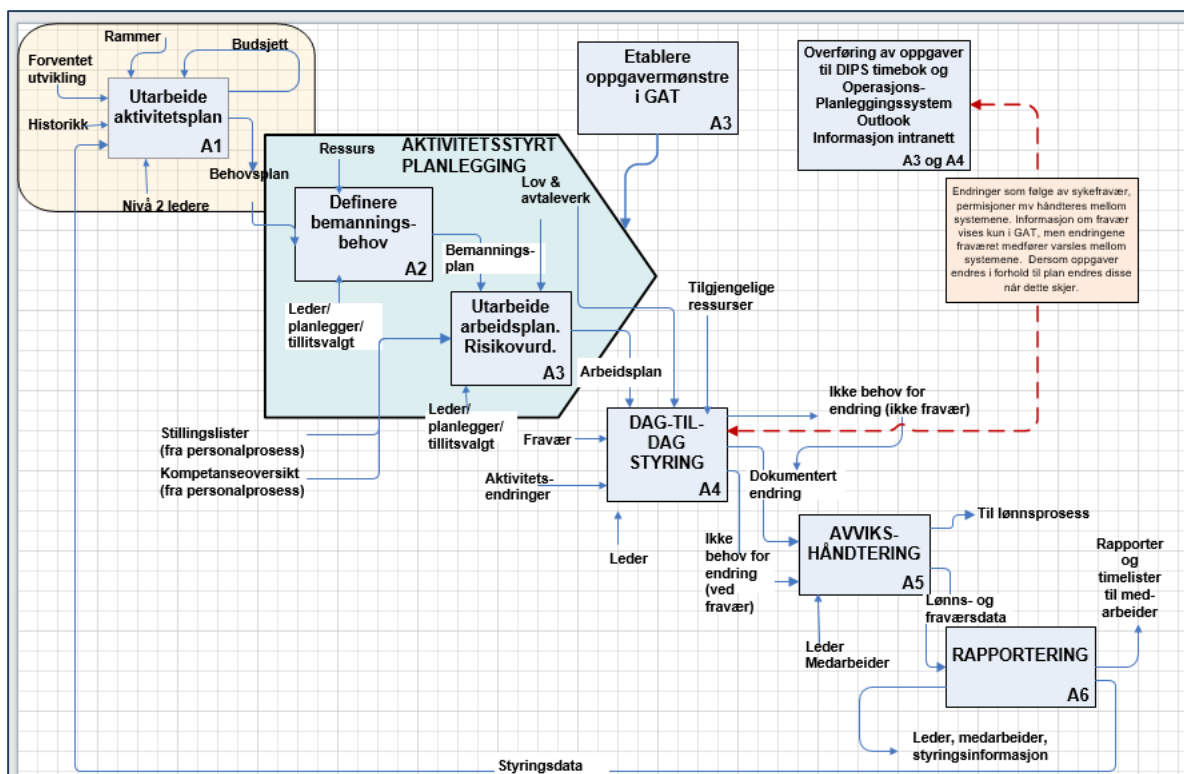 Rammer
Budsjett
Forventet
utvikling
Historikk
Utarbeide
aktivitetsplan
A1
Behovsplan
Nivå 2 ledere
Etablere
oppgavermønstre
i GAT
A3
Overføring av oppgaver
til DIPS timebok og
Operasjons-
Planleggingssystem
Outlook
Informasjon intranett
A3 og A4
AKTIVITETSSTYRT
PLANLEGGING
Ressurs
Definere
bemannings-
behov
A2
Lov &
avtaleverk
Bemannings-
plan
Leder/
planlegger/
tillitsvalgt
Utarbeide
arbeidsplan.
Risikovurd.
A3
Endringer som følge av sykefravær,
permisjoner mv håndteres mellom
systemene. Informasjon om fravær
vises kun i GAT, men endringene
fraværet medfører varsles mellom
systemene. Dersom oppgaver
endres i forhold til plan endres disse
når dette skjer.
Tilgjengelige
ressurser
Arbeidsplan
Leder/
planlegger/
tillitsvalgt
Stillingslister
(fra personalprosess)
Kompetanseoversikt
(fra personalprosess)
Fravær
Aktivitets-
endringer
DAG-TIL-
DAG
STYRING
A4
Leder
Ikke behov for
endring (ikke fravær)
Dokumentert
endring
Ikke
behov for
endring
(ved
fravær)
AVVIKS-
HÅNDTERING
A5
Til lønnsprosess
Leder
Medarbeider
Lønns- og
fraværsdata
Rapporter
og
timelister
til med-
arbeider
RAPPORTERING
A6
Leder, medarbeider,
styringsinformasjon
Styringsdata